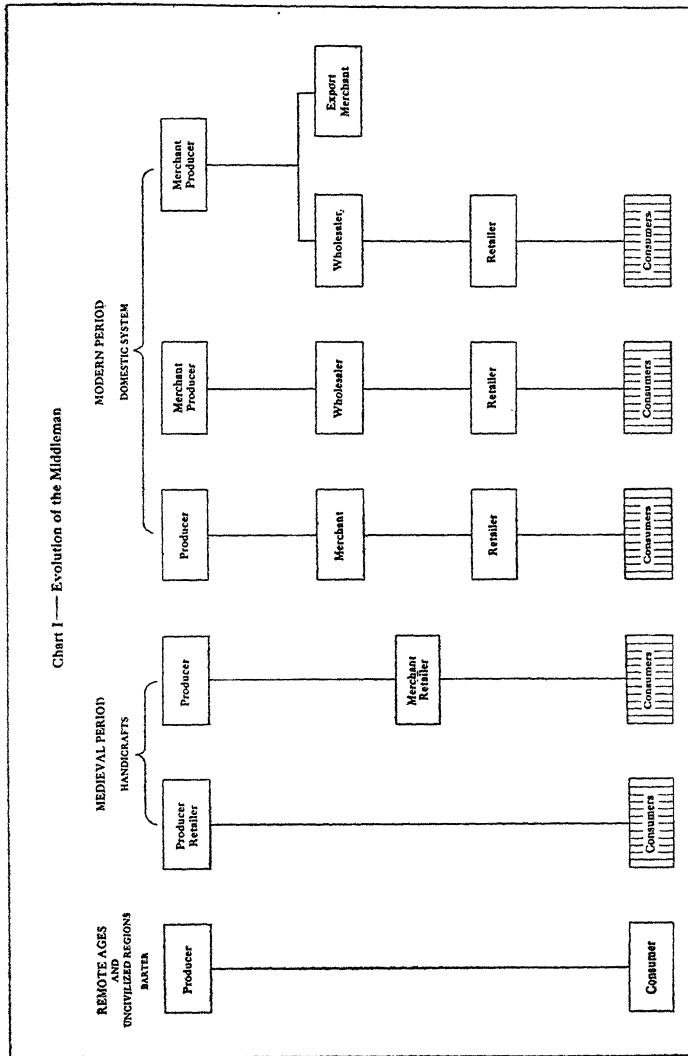 Chart I — Evolution of the Middleman
REMOTE AGES
AND
UNCIVILIZED REGIONS
BARTER
Producer
Consumer
MEDIEVAL PERIOD
HANDICRAFTS
Producer
Retailer
Consumers
Producer
Merchant
Retailer
Consumers
MODERN PERIOD
DOMESTIC SYSTEM
Producer
Merchant
Retailer
Consumers
Merchant
Producer
Wholesaler
Retailer
Consumers
Merchant
Producer
Wholesaler,
Retailer
Consumers
Export
Merchant